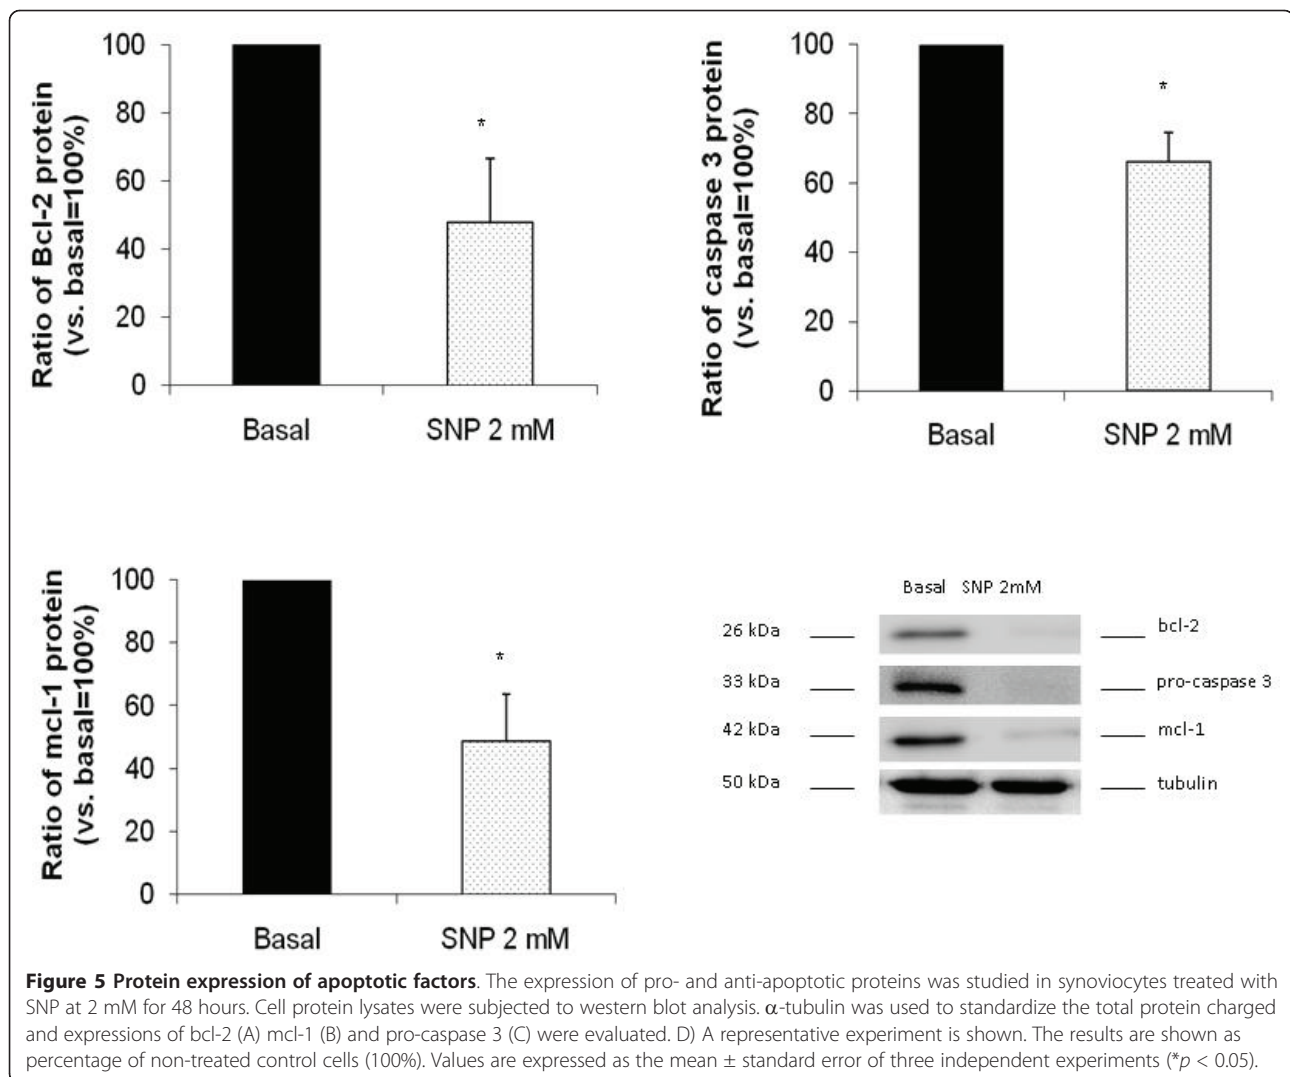 Ratio of Bcl-2 protein
(vs. basal=100%)
100
80
60
40
20
0
*
Basal
SNP 2 mM
Ratio of caspase 3 protein
(vs. basal=100%)
100
80
60
40
20
0
*
Basal
SNP 2 mM
Ratio of mcl-1 protein
(vs. basal=100%)
100
80
60
40
20
0
*
Basal
SNP 2 mM
Basal SNP 2mM
26 kDa bcl-2
33 kDa pro-caspase 3
42 kDa mcl-1
50 kDa tubulin
Figure 5 Protein expression of apoptotic factors. The expression of pro- and anti-apoptotic proteins was studied in synoviocytes treated with
SNP at 2 mM for 48 hours. Cell protein lysates were subjected to western blot analysis. α-tubulin was used to standardize the total protein charged
and expressions of bcl-2 (A) mcl-1 (B) and pro-caspase 3 (C) were evaluated. D) A representative experiment is shown. The results are shown as
percentage of non-treated control cells (100%). Values are expressed as the mean ± standard error of three independent experiments (*p < 0.05).